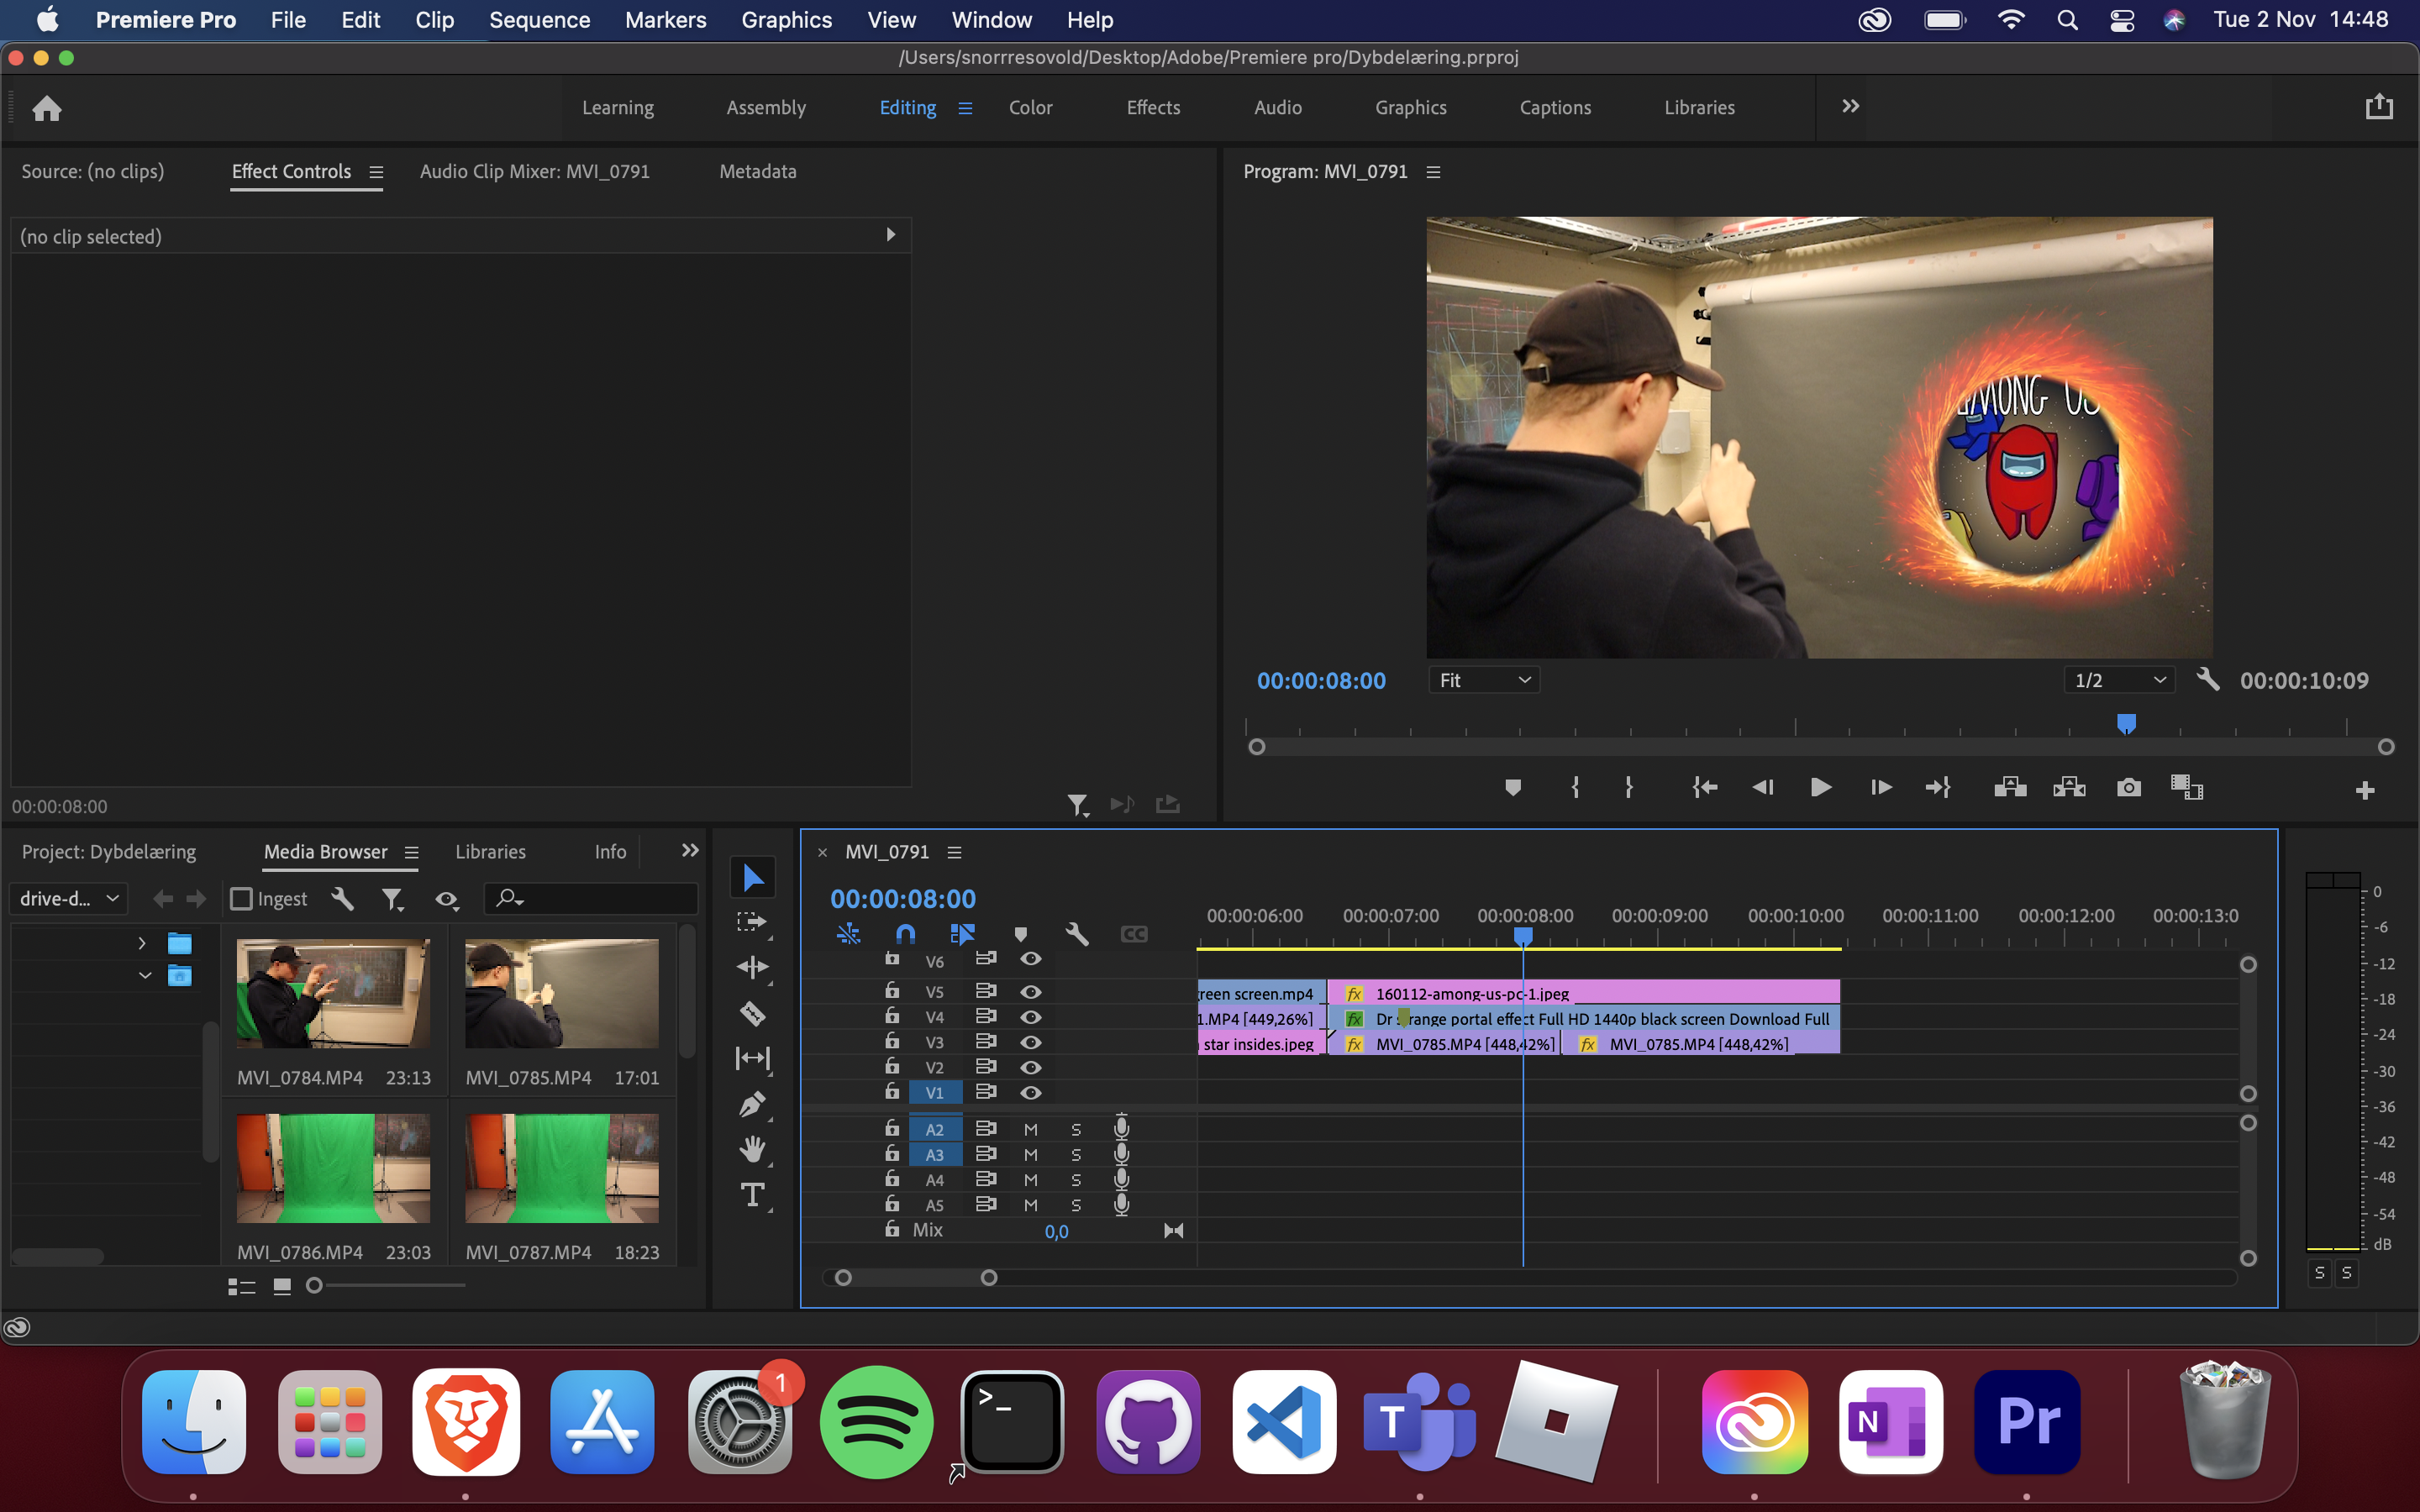 Premiere Pro File Edit Clip Sequence Markers Graphics View Window Help Tue 2 Nov 14:48
/Users/snorrresovold/Desktop/Adobe/Premiere pro/Dybdelæring.prproj
Learning Assembly Editing Color Effects Audio Graphics Captions Libraries
Source: (no clips) Effect Controls Audio Clip Mixer: MVI_0791 Metadata
(no clip selected)
00:00:08:00
Program: MVI_0791
AMONG US
00:00:08:00 Fit 1/2 00:00:10:09
Project: Dybdelæring Media Browser Libraries Info
drive-d... Ingest
MVI_0784.MP4 23:13 MVI_0785.MP4 17:01
MVI_0786.MP4 23:03 MVI_0787.MP4 18:23
T
MVI_0791
00:00:08:00
00:00:06:00 00:00:07:00 00:00:08:00 00:00:09:00 00:00:10:00 00:00:11:00 00:00:12:00 00:00:13:0
CC
V6
V5 reen screen.mp4 fx 160112-among-us-pc-1.jpeg
V4 1.MP4 [449,26%] fx Dr strange portal effect Full HD 1440p black screen Download Full
V3 star insides.jpeg fx MVI_0785.MP4 [448,42%] fx MVI_0785.MP4 [448,42%]
V2
V1
A2 M S
A3 M S
A4 M S
A5 M S
Mix 0,0
0
-6
-12
-18
-24
-30
-36
-42
-48
-54
dB
S S
1
>_
T
N
Pr